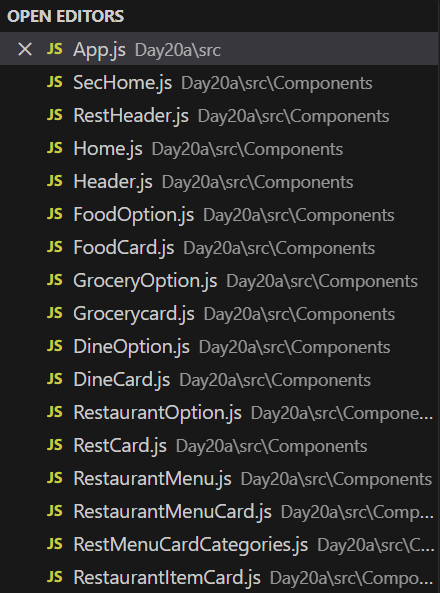 OPEN EDITORS
JS App.js Day20a\src
JS SecHome.js Day20a\src\Components
JS RestHeader.js Day20a\src\Components
JS Home.js Day20a\src\Components
JS Header.js Day20a\src\Components
JS FoodOption.js Day20a\src\Components
JS FoodCard.js Day20a\src\Components
JS GroceryOption.js Day20a\src\Components
JS Grocerycard.js Day20a\src\Components
JS DineOption.js Day20a\src\Components
JS DineCard.js Day20a\src\Components
JS RestaurantOption.js Day20a\src\Compone...
JS RestCard.js Day20a\src\Components
JS RestaurantMenu.js Day20a\src\Components
JS RestaurantMenuCard.js Day20a\src\Comp...
JS RestMenuCardCategories.js Day20a\src\C...
JS RestaurantItemCard.js Day20a\src\Compo...